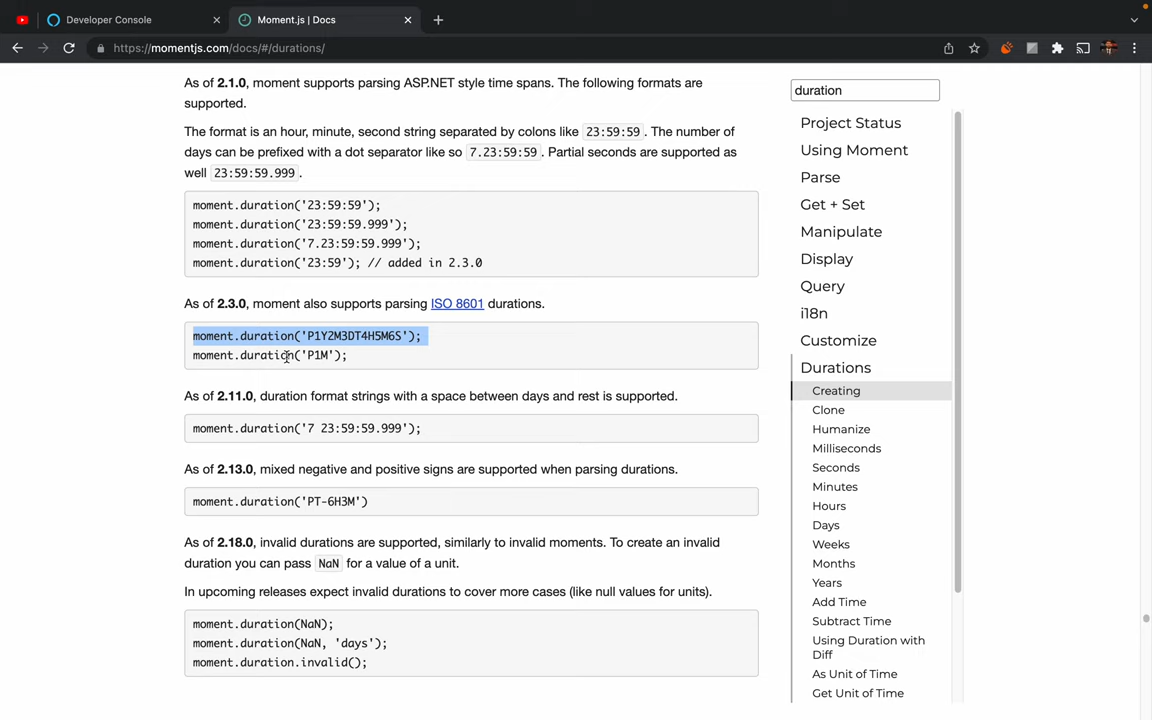 Developer Console
Moment.js | Docs
https://momentjs.com/docs/#/durations/
As of 2.1.0, moment supports parsing ASP.NET style time spans. The following formats are
supported.
The format is an hour, minute, second string separated by colons like 23:59:59 . The number of
days can be prefixed with a dot separator like so 7.23:59:59 . Partial seconds are supported as
well 23:59:59.999 .
moment.duration('23:59:59');
moment.duration('23:59:59.999');
moment.duration('7.23:59:59.999');
moment.duration('23:59'); // added in 2.3.0
As of 2.3.0, moment also supports parsing ISO 8601 durations.
moment.duration('P1Y2M3DT4H5M6S');
moment.duration('P1M');
As of 2.11.0, duration format strings with a space between days and rest is supported.
moment.duration('7 23:59:59.999');
As of 2.13.0, mixed negative and positive signs are supported when parsing durations.
moment.duration('PT-6H3M')
As of 2.18.0, invalid durations are supported, similarly to invalid moments. To create an invalid
duration you can pass NaN for a value of a unit.
In upcoming releases expect invalid durations to cover more cases (like null values for units).
moment.duration(NaN);
moment.duration(NaN, 'days');
moment.duration.invalid();
duration
Project Status
Using Moment
Parse
Get + Set
Manipulate
Display
Query
i18n
Customize
Durations
Creating
Clone
Humanize
Milliseconds
Seconds
Minutes
Hours
Days
Weeks
Months
Years
Add Time
Subtract Time
Using Duration with
Diff
As Unit of Time
Get Unit of Time